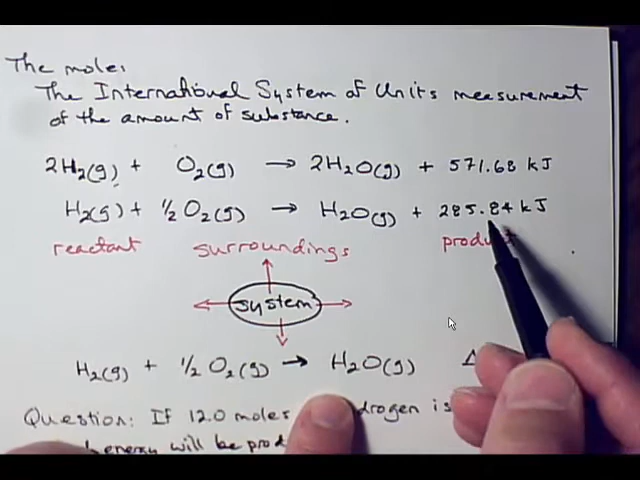 The mole:
The International System of Units measurement
of the amount of substance.
2H₂(g) + O₂(g) → 2H₂O(g) + 571.68 kJ
H₂(g) + ½ O₂(g) → H₂O(g) + 285.84 kJ
reactant surroundings product
system
H₂(g) + ½ O₂(g) → H₂O(g) Δ
Question: If 12.0 moles is
energy will be